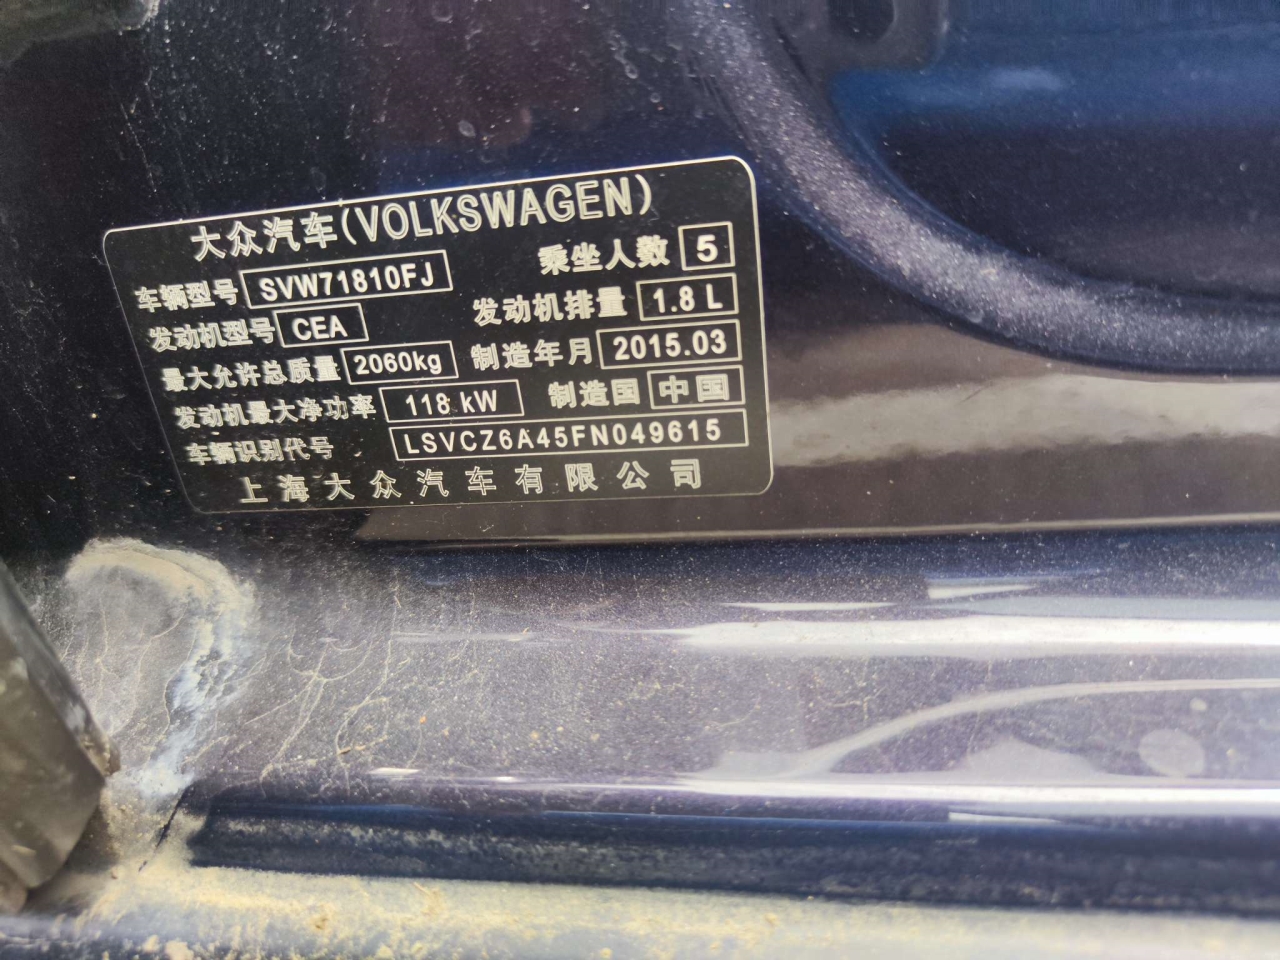 大众汽车(VOLKSWAGEN)
车辆型号 SVW71810FJ 乘坐人数 5
发动机型号 CEA 发动机排量 1.8 L
最大允许总质量 2060kg 制造年月 2015.03
发动机最大净功率 118 kW 制造国 中国
车辆识别代号 LSVCZ6A45FN049615
上海大众汽车有限公司